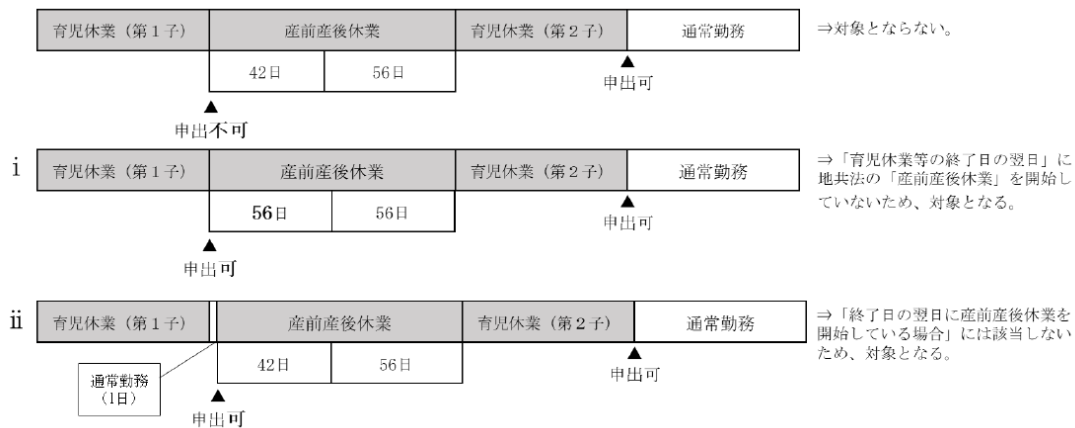 育児休業（第１子） 産前産後休業 育児休業（第２子） 通常勤務 ⇒対象とならない。
42日 56日
▲ 申出可
▲ 申出不可
ⅰ 育児休業（第１子） 産前産後休業 育児休業（第２子） 通常勤務
⇒「育児休業等の終了日の翌日」に
地共法の「産前産後休業」を開始し
ていないため、対象となる。
56日 56日
▲ 申出可
▲ 申出可
ⅱ 育児休業（第１子） 産前産後休業 育児休業（第２子） 通常勤務
⇒「終了日の翌日に産前産後休業を
開始している場合」には該当しない
ため、対象となる。
42日 56日
通常勤務
（1日）
▲ 申出可
▲ 申出可